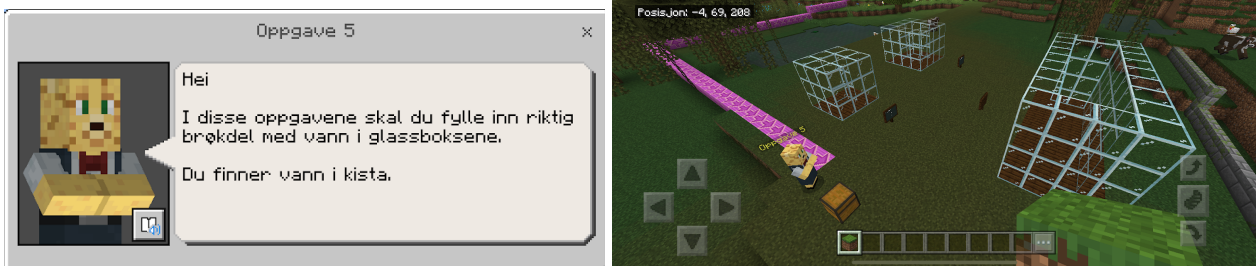 Oppgave 5
Hei
I disse oppgavene skal du fylle inn riktig
brøkdel med vann i glassboksene.
Du finner vann i kista.
Posisjon: -4, 69, 208
Oppgave 5